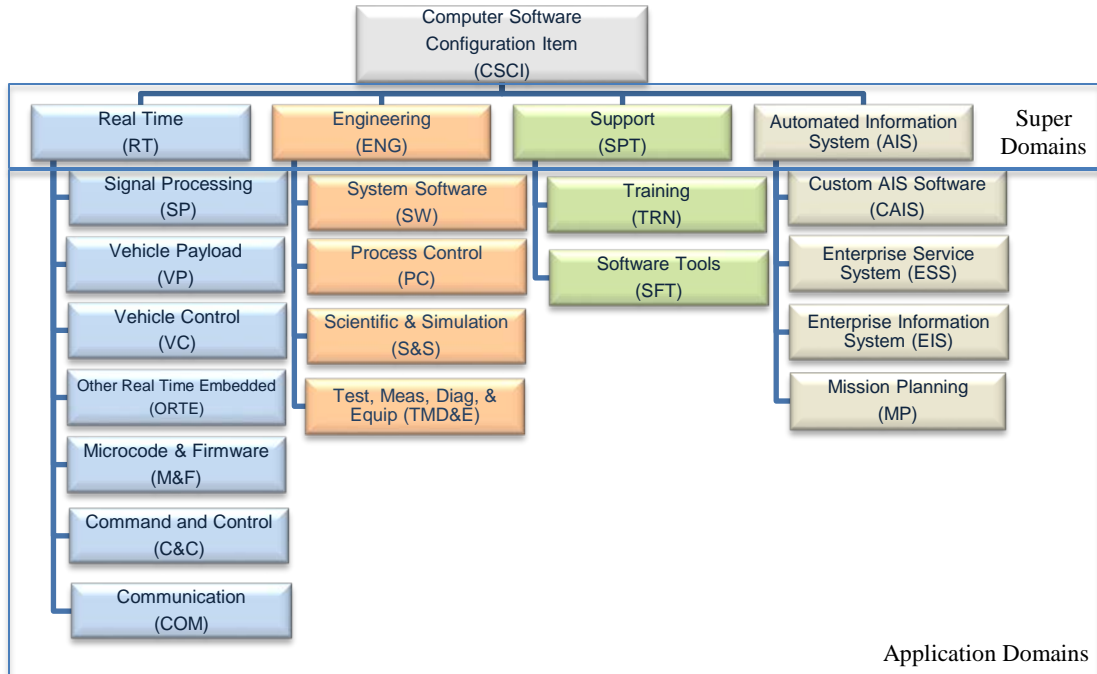 Computer Software
Configuration Item
(CSCI)
Real Time
(RT)
Engineering
(ENG)
Support
(SPT)
Automated Information
System (AIS)
Super
Domains
Signal Processing
(SP)
Vehicle Payload
(VP)
Vehicle Control
(VC)
Other Real Time Embedded
(ORTE)
Microcode & Firmware
(M&F)
Command and Control
(C&C)
Communication
(COM)
System Software
(SW)
Process Control
(PC)
Scientific & Simulation
(S&S)
Test, Meas, Diag, &
Equip (TMD&E)
Training
(TRN)
Software Tools
(SFT)
Custom AIS Software
(CAIS)
Enterprise Service
System (ESS)
Enterprise Information
System (EIS)
Mission Planning
(MP)
Application Domains